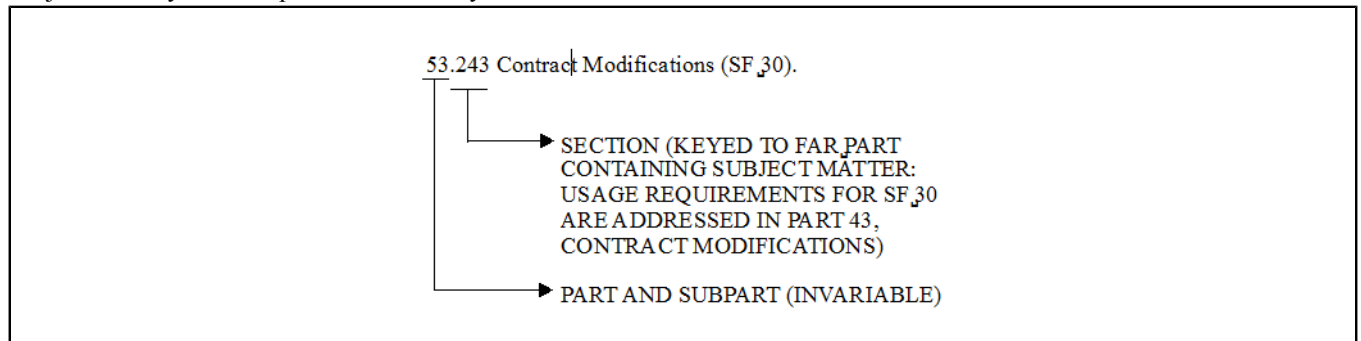 53.243 Contract Modifications (SF 30).
SECTION (KEYED TO FAR PART
CONTAINING SUBJECT MATTER:
USAGE REQUIREMENTS FOR SF 30
ARE ADDRESSED IN PART 43,
CONTRACT MODIFICATIONS)
PART AND SUBPART (INVARIABLE)